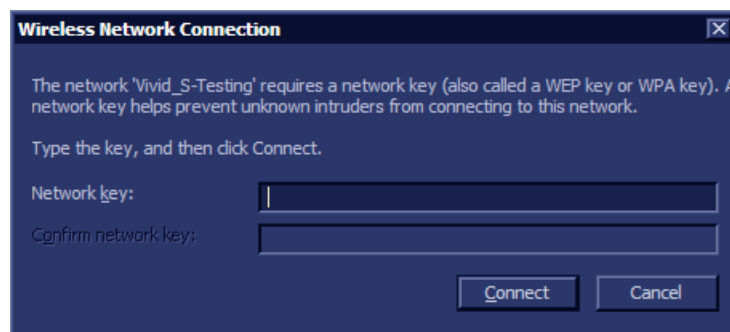 Wireless Network Connection
The network 'Vivid_S-Testing' requires a network key (also called a WEP key or WPA key). A
network key helps prevent unknown intruders from connecting to this network.
Type the key, and then click Connect.
Network key:
Confirm network key:
Connect Cancel